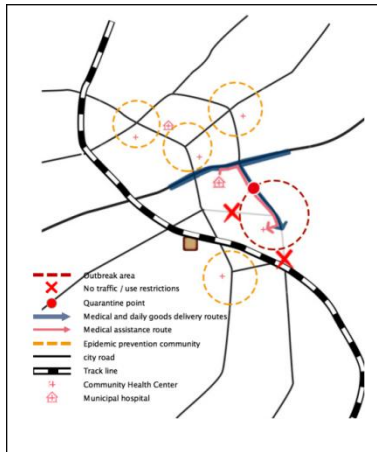 Outbreak area
No traffic / use restrictions
Quarantine point
Medical and daily goods delivery routes
Medical assistance route
Epidemic prevention community
city road
Track line
Community Health Center
Municipal hospital